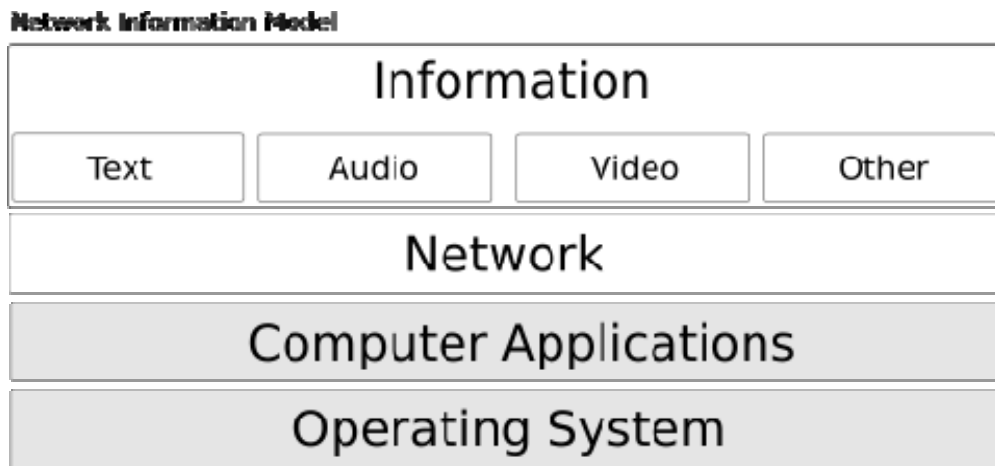 Network Information Model
Information
Text Audio Video Other
Network
Computer Applications
Operating System